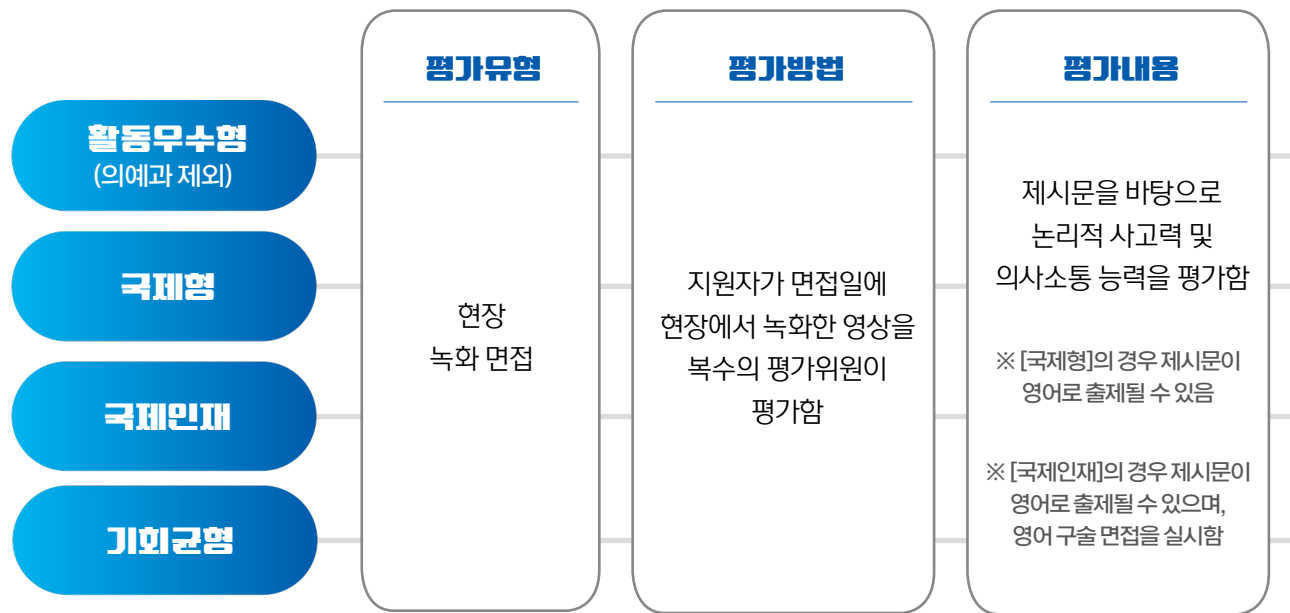 평가유형
평가방법
평가내용
활동우수형
(의예과 제외)
국제형
국제인재
기회균형
현장
녹화 면접
지원자가 면접일에
현장에서 녹화한 영상을
복수의 평가위원이
평가함
제시문을 바탕으로
논리적 사고력 및
의사소통 능력을 평가함
※ [국제형]의 경우 제시문이
영어로 출제될 수 있음
※ [국제인재]의 경우 제시문이
영어로 출제될 수 있으며,
영어 구술 면접을 실시함